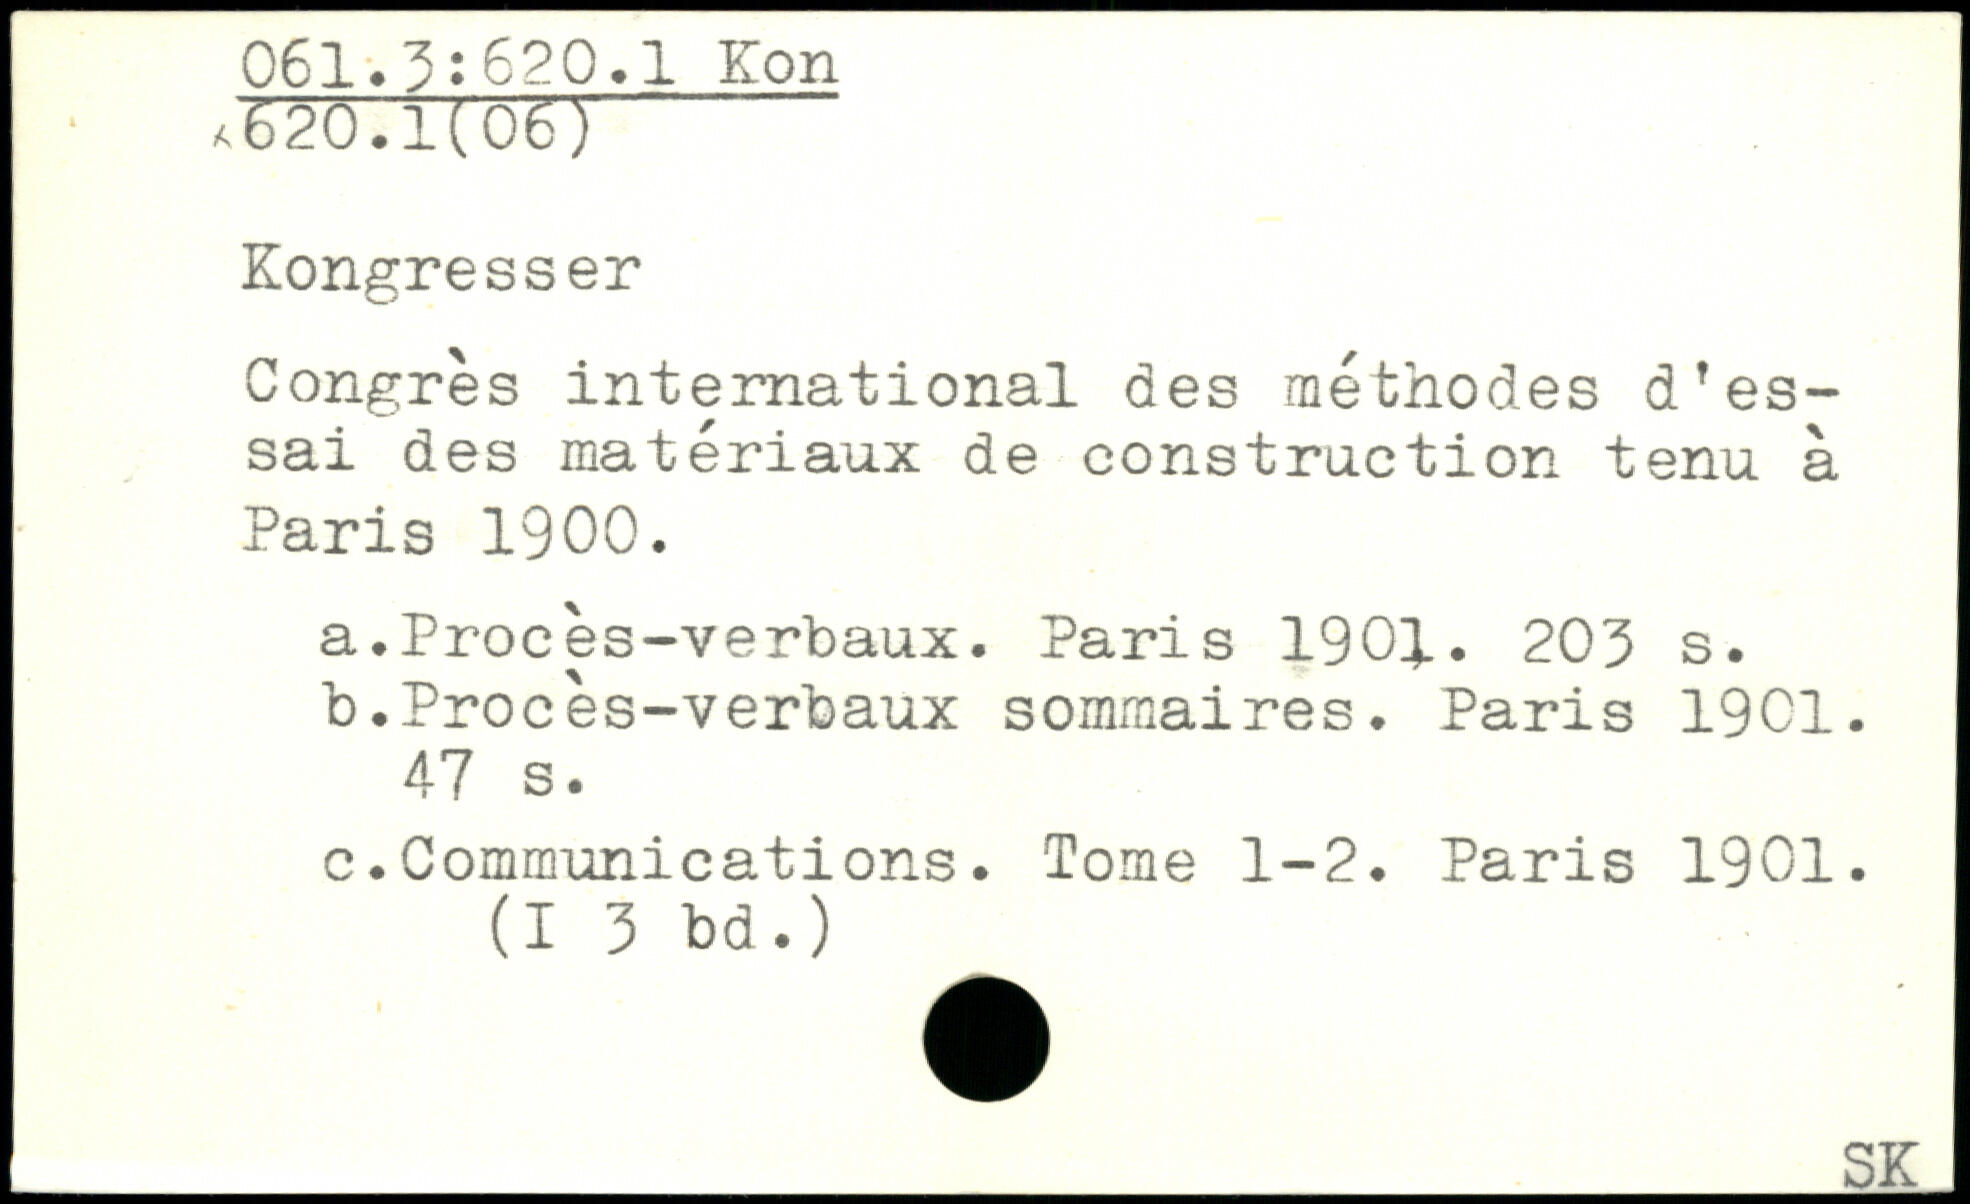 061.3:620.1 Kon
x620.1(06)
Kongresser
Congrès international des méthodes d'es-
sai des matériaux de construction tenu à
Paris 1900.
a.Procès-verbaux. Paris 1901. 203 s.
b.Procès-verbaux sommaires. Paris 1901.
47 s.
c.Communications. Tome 1-2. Paris 1901.
(I 3 bd.)
SK